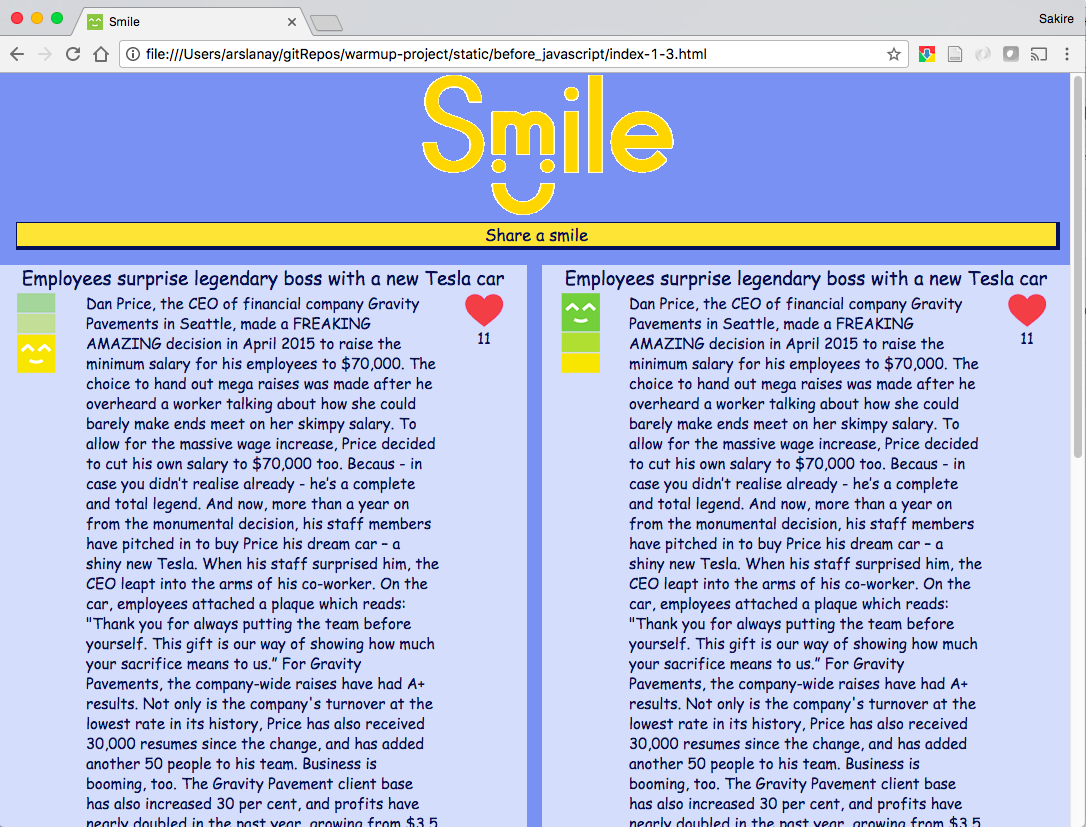 Smile
Sakire
file:///Users/arslanay/gitRepos/warmup-project/static/before_javascript/index-1-3.html
Smile
Share a smile
Employees surprise legendary boss with a new Tesla car
Dan Price, the CEO of financial company Gravity
Pavements in Seattle, made a FREAKING
AMAZING decision in April 2015 to raise the
minimum salary for his employees to $70,000. The
choice to hand out mega raises was made after he
overheard a worker talking about how she could
barely make ends meet on her skimpy salary. To
allow for the massive wage increase, Price decided
to cut his own salary to $70,000 too. Becaus - in
case you didn't realise already - he's a complete
and total legend. And now, more than a year on
from the monumental decision, his staff members
have pitched in to buy Price his dream car – a
shiny new Tesla. When his staff surprised him, the
CEO leapt into the arms of his co-worker. On the
car, employees attached a plaque which reads:
"Thank you for always putting the team before
yourself. This gift is our way of showing how much
your sacrifice means to us." For Gravity
Pavements, the company-wide raises have had A+
results. Not only is the company's turnover at the
lowest rate in its history, Price has also received
30,000 resumes since the change, and has added
another 50 people to his team. Business is
booming, too. The Gravity Pavement client base
has also increased 30 per cent, and profits have
nearly doubled in the past year, growing from $3.5
11
Employees surprise legendary boss with a new Tesla car
Dan Price, the CEO of financial company Gravity
Pavements in Seattle, made a FREAKING
AMAZING decision in April 2015 to raise the
minimum salary for his employees to $70,000. The
choice to hand out mega raises was made after he
overheard a worker talking about how she could
barely make ends meet on her skimpy salary. To
allow for the massive wage increase, Price decided
to cut his own salary to $70,000 too. Becaus - in
case you didn't realise already - he's a complete
and total legend. And now, more than a year on
from the monumental decision, his staff members
have pitched in to buy Price his dream car – a
shiny new Tesla. When his staff surprised him, the
CEO leapt into the arms of his co-worker. On the
car, employees attached a plaque which reads:
"Thank you for always putting the team before
yourself. This gift is our way of showing how much
your sacrifice means to us." For Gravity
Pavements, the company-wide raises have had A+
results. Not only is the company's turnover at the
lowest rate in its history, Price has also received
30,000 resumes since the change, and has added
another 50 people to his team. Business is
booming, too. The Gravity Pavement client base
has also increased 30 per cent, and profits have
nearly doubled in the past year, growing from $3.5
11